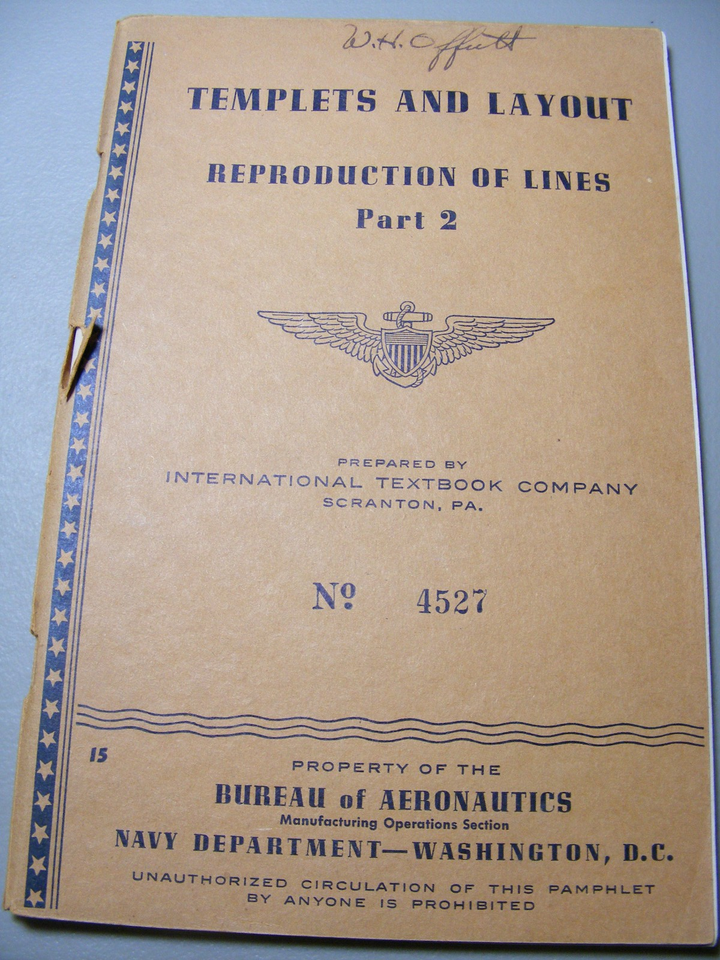 W.H. Offutt
TEMPLETS AND LAYOUT
REPRODUCTION OF LINES
Part 2
PREPARED BY
INTERNATIONAL TEXTBOOK COMPANY
SCRANTON, PA.
Nº 4527
15
PROPERTY OF THE
BUREAU of AERONAUTICS
Manufacturing Operations Section
NAVY DEPARTMENT—WASHINGTON, D.C.
UNAUTHORIZED CIRCULATION OF THIS PAMPHLET
BY ANYONE IS PROHIBITED